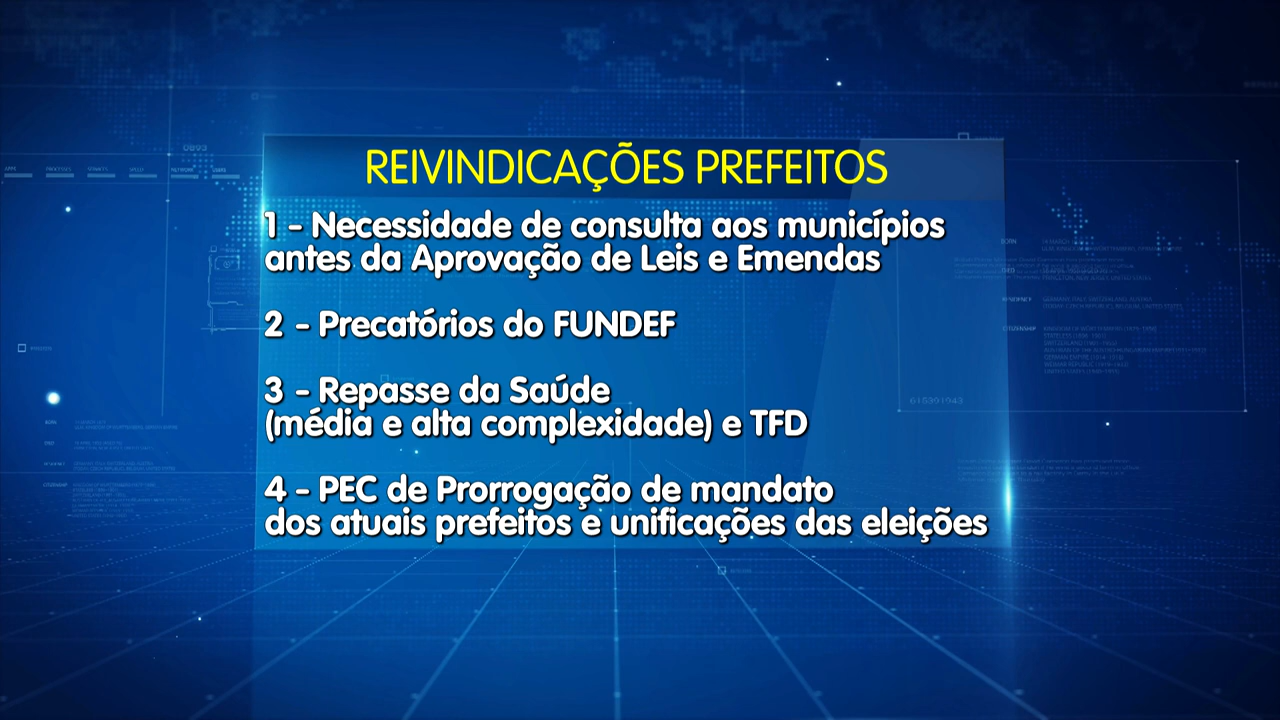 REIVINDICAÇÕES PREFEITOS
1 - Necessidade de consulta aos municípios
antes da Aprovação de Leis e Emendas
2 - Precatórios do FUNDEF
3 - Repasse da Saúde
(média e alta complexidade) e TFD
4 - PEC de Prorrogação de mandato
dos atuais prefeitos e unificações das eleições